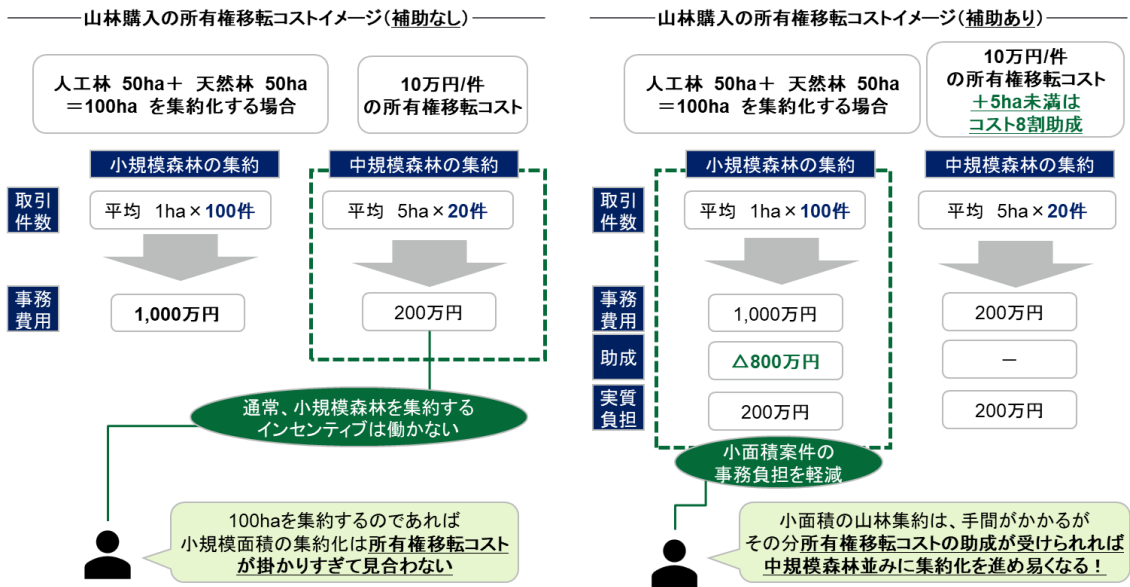 山林購入の所有権移転コストイメージ(補助なし)
人工林 50ha+ 天然林 50ha
=100ha を集約化する場合
10万円/件
の所有権移転コスト
小規模森林の集約
中規模森林の集約
取引
件数
平均 1ha×100件
平均 5ha×20件
事務
費用
1,000万円
200万円
通常、小規模森林を集約する
インセンティブは働かない
100haを集約するのであれば
小規模面積の集約化は所有権移転コスト
が掛かりすぎて見合わない
山林購入の所有権移転コストイメージ(補助あり)
人工林 50ha+ 天然林 50ha
=100ha を集約化する場合
10万円/件
の所有権移転コスト
+5ha未満は
コスト8割助成
小規模森林の集約
中規模森林の集約
取引
件数
平均 1ha×100件
平均 5ha×20件
事務
費用
1,000万円
200万円
助成
△800万円
―
実質
負担
200万円
200万円
小面積案件の
事務負担を軽減
小面積の山林集約は、手間がかかるが
その分所有権移転コストの助成が受けられれば
中規模森林並みに集約化を進め易くなる!